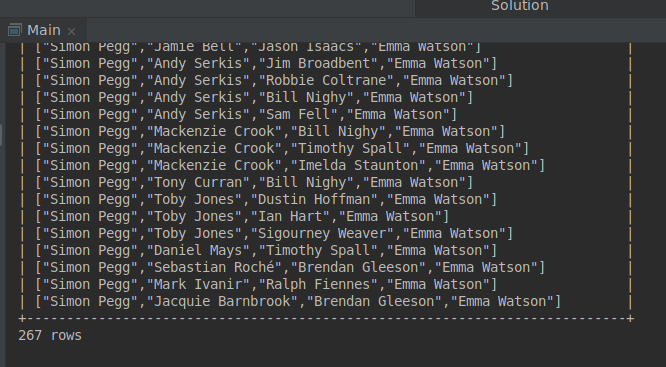 Solution
Main ×
| ["Simon Pegg","Jamie Bell","Jason Isaacs","Emma Watson"] |
| ["Simon Pegg","Andy Serkis","Jim Broadbent","Emma Watson"] |
| ["Simon Pegg","Andy Serkis","Robbie Coltrane","Emma Watson"] |
| ["Simon Pegg","Andy Serkis","Bill Nighy","Emma Watson"] |
| ["Simon Pegg","Andy Serkis","Sam Fell","Emma Watson"] |
| ["Simon Pegg","Mackenzie Crook","Bill Nighy","Emma Watson"] |
| ["Simon Pegg","Mackenzie Crook","Timothy Spall","Emma Watson"] |
| ["Simon Pegg","Mackenzie Crook","Imelda Staunton","Emma Watson"] |
| ["Simon Pegg","Tony Curran","Bill Nighy","Emma Watson"] |
| ["Simon Pegg","Toby Jones","Dustin Hoffman","Emma Watson"] |
| ["Simon Pegg","Toby Jones","Ian Hart","Emma Watson"] |
| ["Simon Pegg","Toby Jones","Sigourney Weaver","Emma Watson"] |
| ["Simon Pegg","Daniel Mays","Timothy Spall","Emma Watson"] |
| ["Simon Pegg","Sebastian Roché","Brendan Gleeson","Emma Watson"] |
| ["Simon Pegg","Mark Ivanir","Ralph Fiennes","Emma Watson"] |
| ["Simon Pegg","Jacquie Barnbrook","Brendan Gleeson","Emma Watson"] |
+---------------------------------------------------------------------------+
267 rows